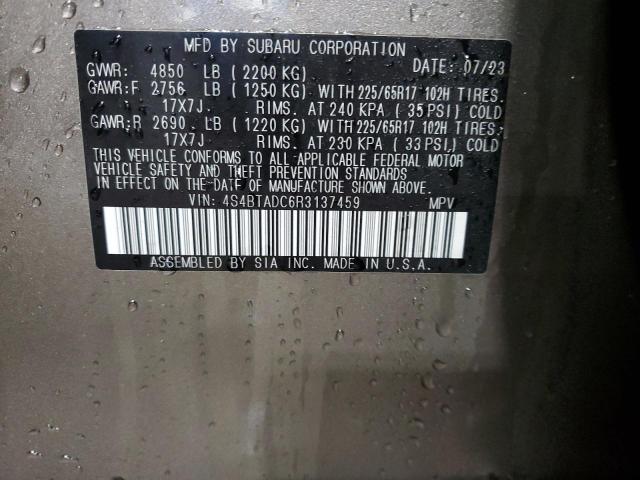 MFD BY SUBARU CORPORATION
GVWR: 4850 LB ( 2200 KG) DATE: 07/23
GAWR:F 2756 LB ( 1250 KG) WITH 225/65R17 102H TIRES.
17X7J RIMS. AT 240 KPA ( 35 PSI) COLD
GAWR:R 2690 LB ( 1220 KG) WITH 225/65R17 102H TIRES.
17X7J RIMS. AT 230 KPA ( 33 PSI) COLD
THIS VEHICLE CONFORMS TO ALL APPLICABLE FEDERAL MOTOR
VEHICLE SAFETY AND THEFT PREVENTION STANDARDS
IN EFFECT ON THE DATE OF MANUFACTURE SHOWN ABOVE.
VIN: 4S4BTADC6R3137459 MPV
ASSEMBLED BY SIA INC. MADE IN U.S.A.